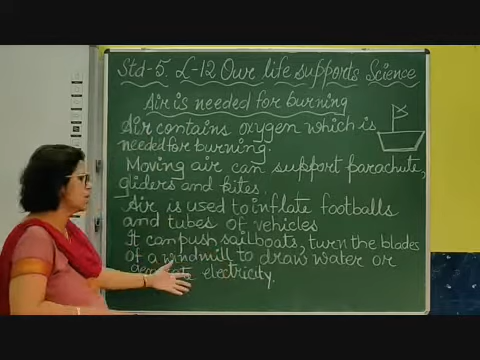 Std-5. L-12 Our life supports Science
Air is needed for burning
Air contains oxygen which is
needed for burning.
Moving air can support parachute,
gliders and kites.
Air is used to inflate footballs
and tubes of vehicles
It can push sailboats, turn the blades
of a windmill to draw water or
electricity.